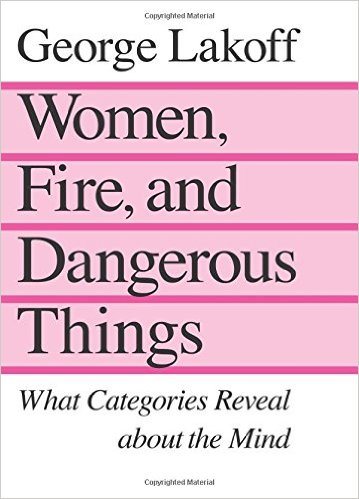 Copyrighted Material
George Lakoff
Women,
Fire, and
Dangerous
Things
What Categories Reveal
about the Mind
Copyrighted Material